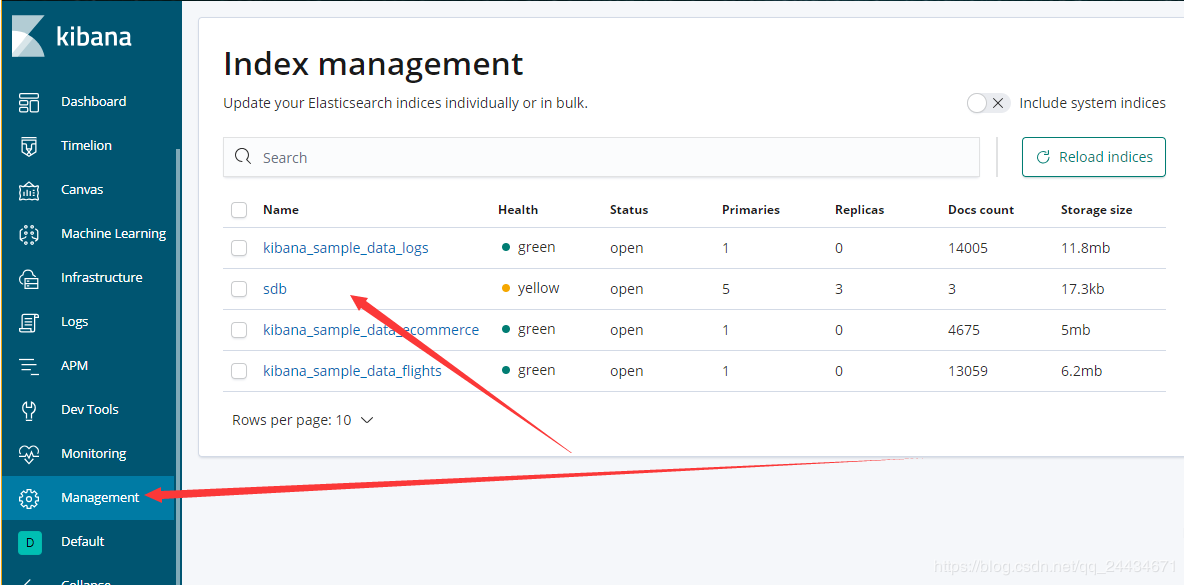 kibana
Dashboard
Timelion
Canvas
Machine Learning
Infrastructure
Logs
APM
Dev Tools
Monitoring
Management
D Default
Collapse
Index management
Update your Elasticsearch indices individually or in bulk.
Include system indices
Search
Reload indices
Name Health Status Primaries Replicas Docs count Storage size
kibana_sample_data_logs green open 1 0 14005 11.8mb
sdb yellow open 5 3 3 17.3kb
kibana_sample_data_ecommerce green open 1 0 4675 5mb
kibana_sample_data_flights green open 1 0 13059 6.2mb
Rows per page: 10
https://blog.csdn.net/qq_24434671